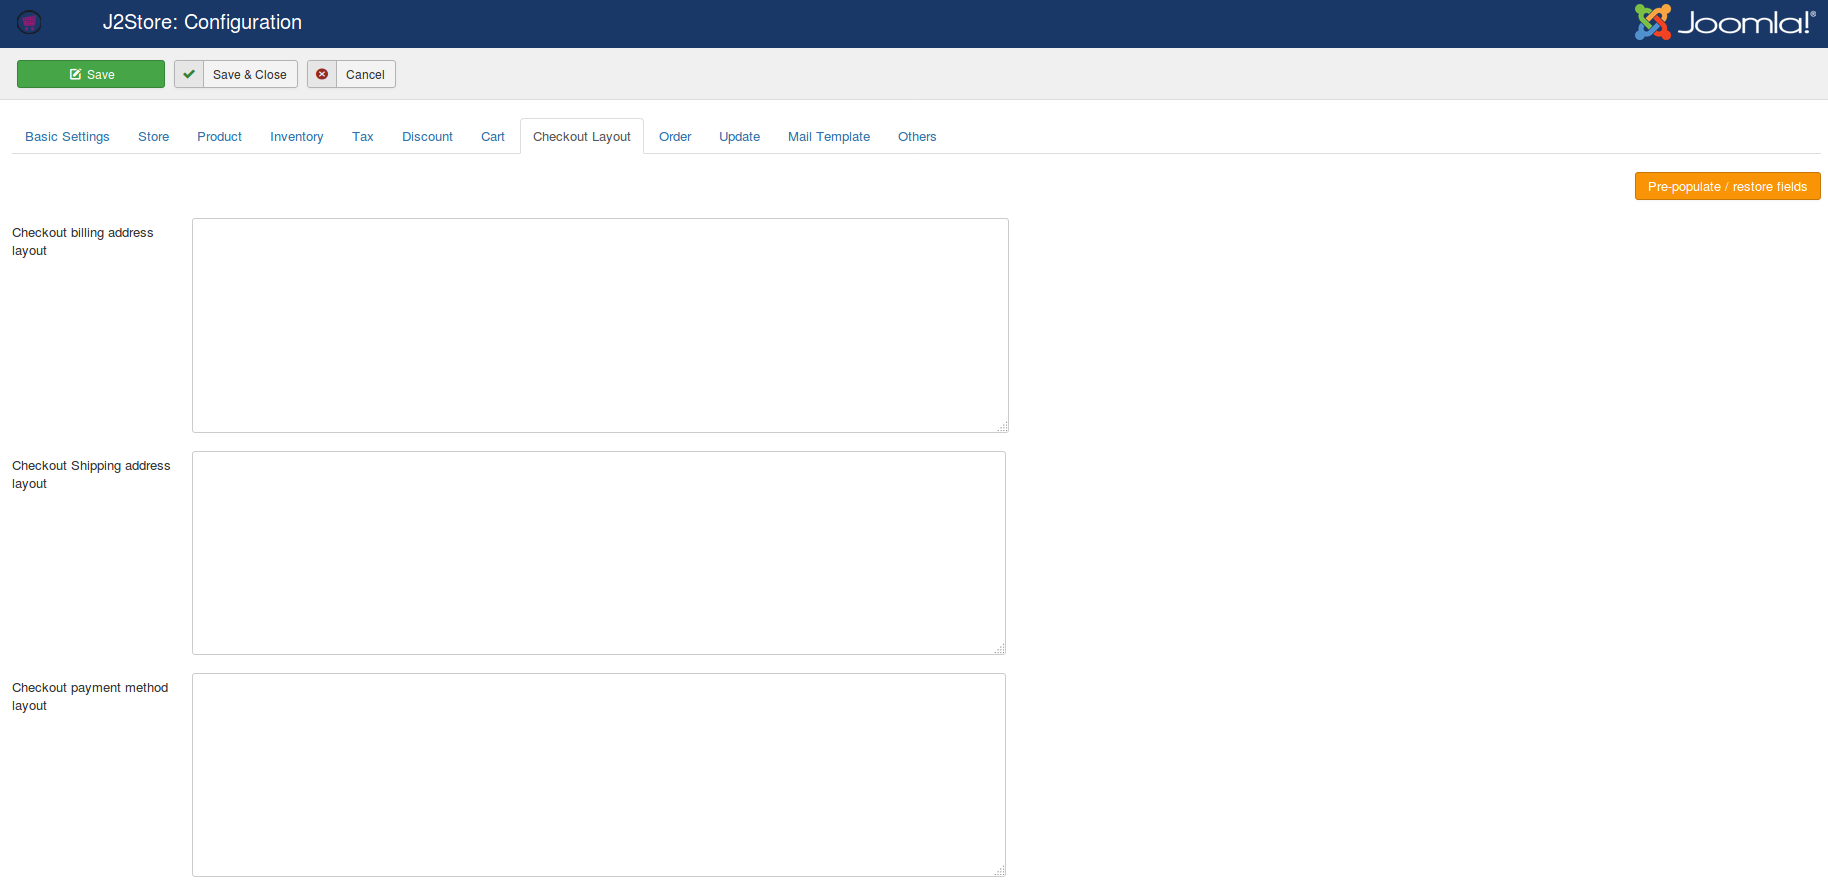 J2Store: Configuration
Joomla!®
Save
Save & Close
Cancel
Basic Settings
Store
Product
Inventory
Tax
Discount
Cart
Checkout Layout
Order
Update
Mail Template
Others
Pre-populate / restore fields
Checkout billing address
layout
Checkout Shipping address
layout
Checkout payment method
layout